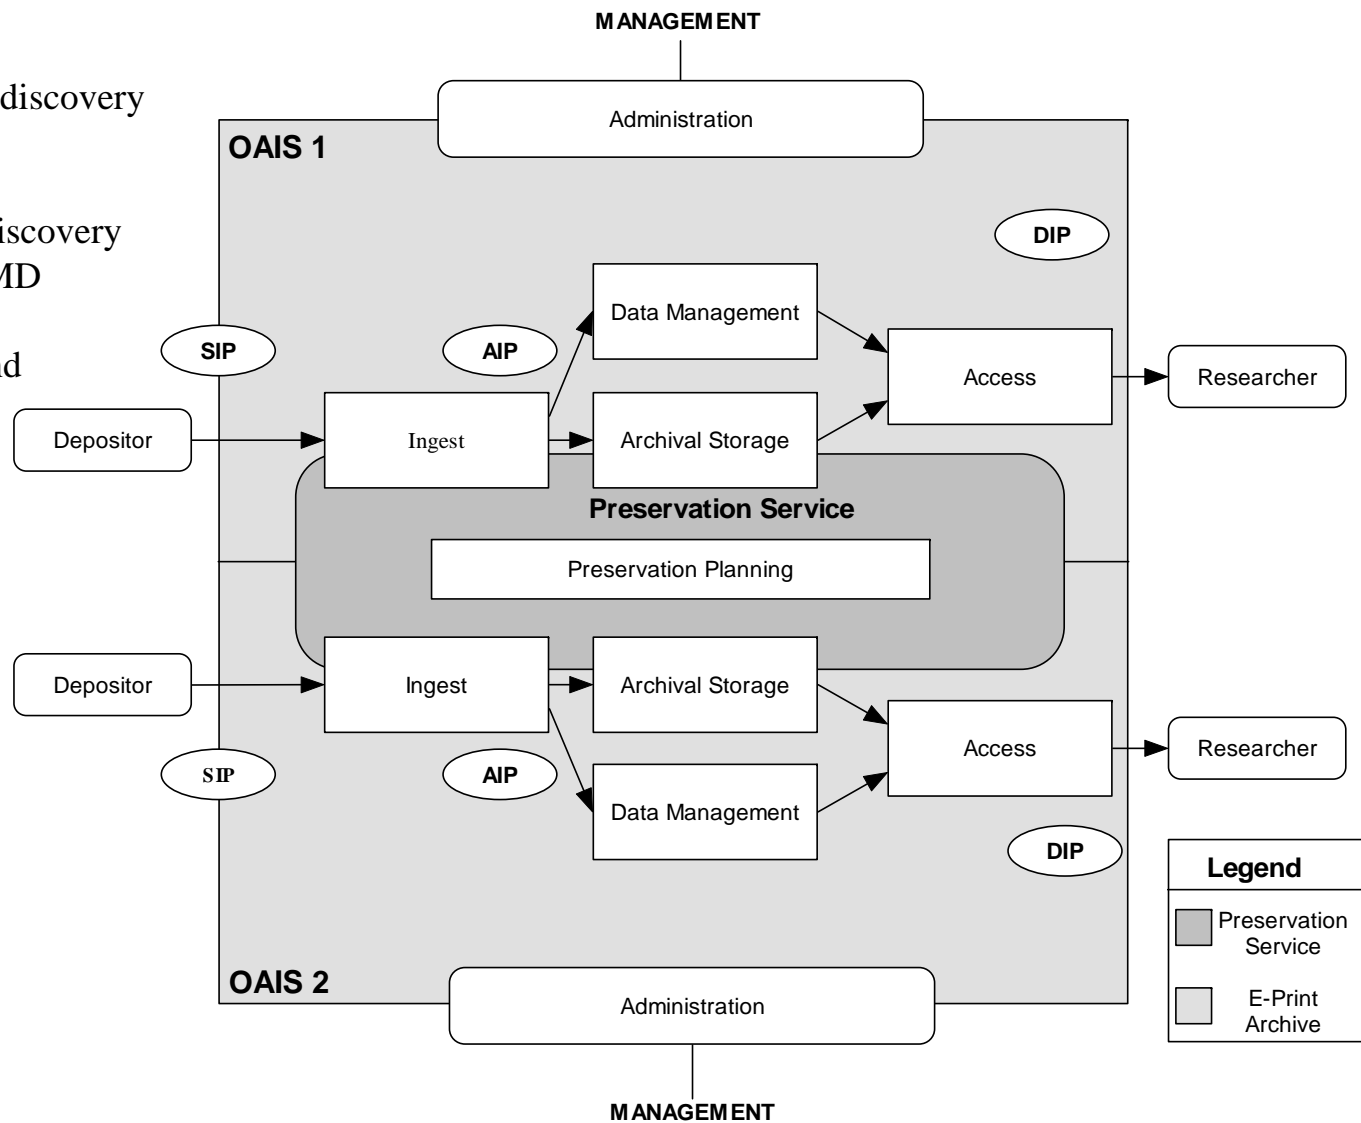 MANAGEMENT
discovery
Administration
OAIS 1
iscovery
DIP
MD
Data Management
SIP
AIP
nd
Access
Researcher
Depositor
Ingest
Archival Storage
Preservation Service
Preservation Planning
Depositor
Ingest
Archival Storage
Access
Researcher
SIP
AIP
Data Management
DIP
Legend
Preservation
Service
OAIS 2
E-Print
Archive
Administration
MANAGEMENT